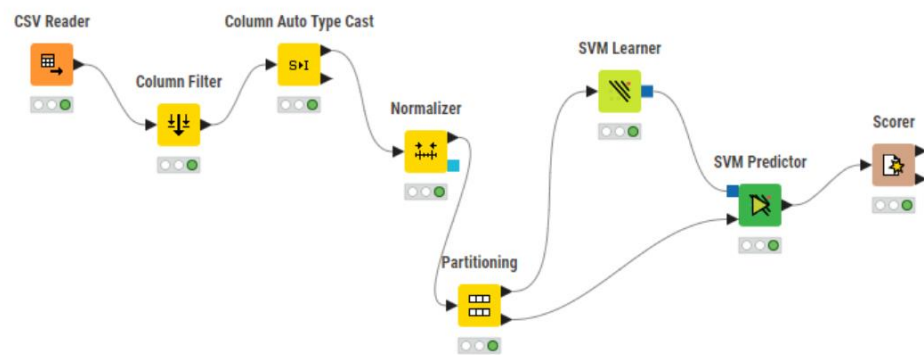 CSV Reader
Column Auto Type Cast
Column Filter
S▸I
Normalizer
SVM Learner
Scorer
SVM Predictor
Partitioning